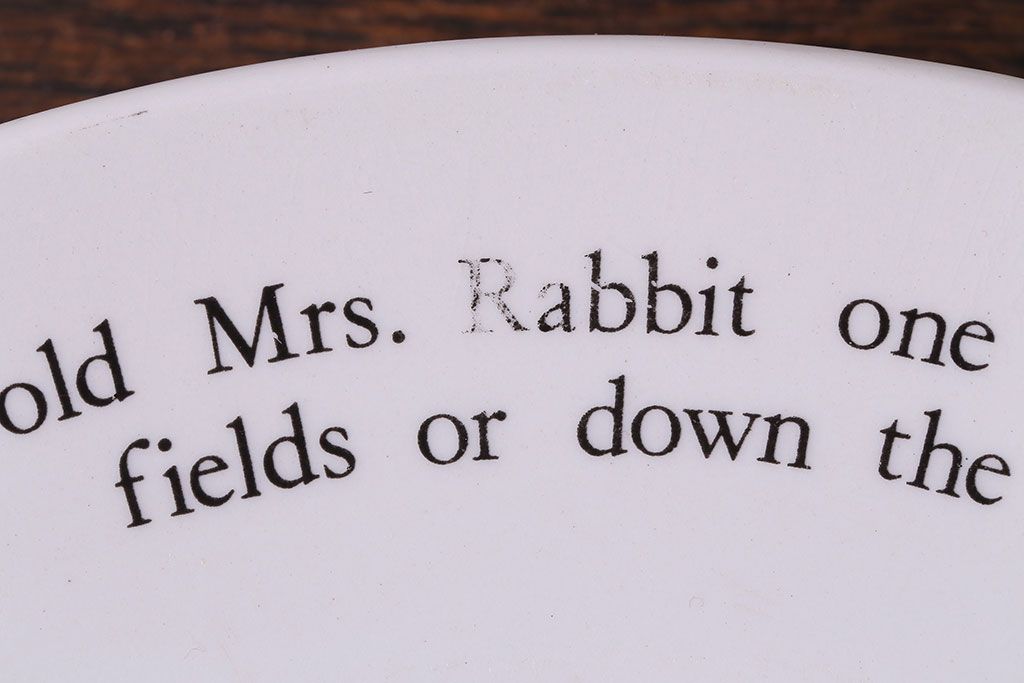 old Mrs. Rabbit one
fields or down the